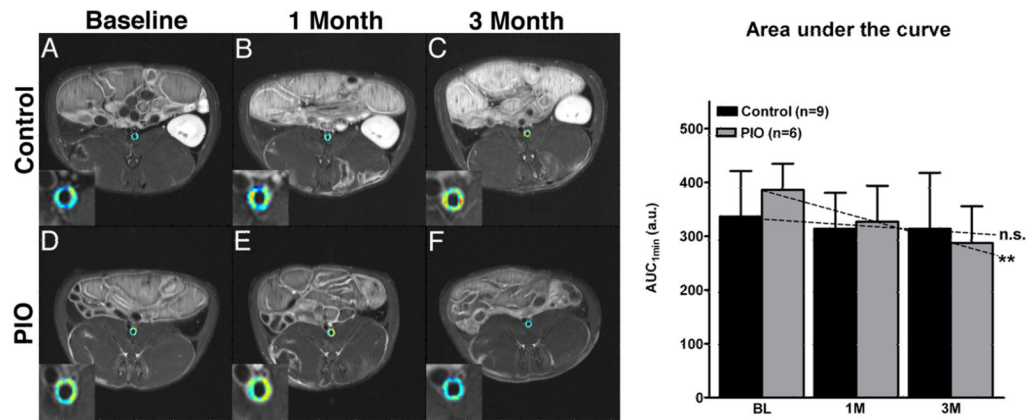 Baseline 1 Month 3 Month
Control
A B C
PIO
D E F
Area under the curve
Control (n=9)
PIO (n=6)
AUC1min (a.u.)
500
400
300
200
100
0
n.s.
**
BL 1M 3M